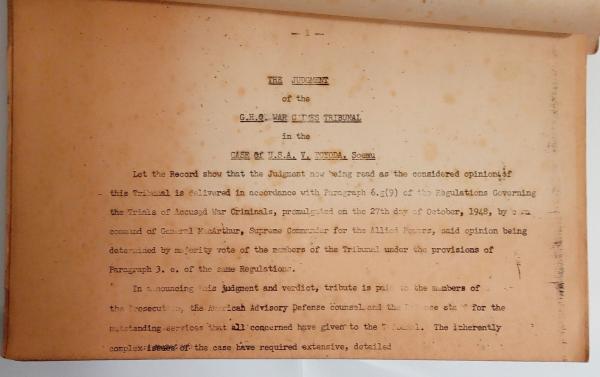 - 1 -
THE JUDGMENT
of the
G.H.Q. WAR CRIMES TRIBUNAL
in the
CASE Of U.S.A. V. TOYODA, Soemu
Let the Record show that the Judgment now being read as the considered opinion of
this Tribunal is delivered in accordance with Paragraph 6.g(9) of the Regulations Governing
the Trials of Accused War Criminals, promulgated on the 27th day of October, 1948, by
command of General MacArthur, Supreme Commander for the Allied Powers, said opinion being
determined by majority vote of the members of the Tribunal under the provisions of
Paragraph 3. c. of the same Regulations.
In announcing this judgment and verdict, tribute is paid to the members of
the Prosecution, the American Advisory Defense counsel and the Defense staff for the
outstanding services that all concerned have given to the Tribunal. The inherently
complex issues of the case have required extensive, detailed